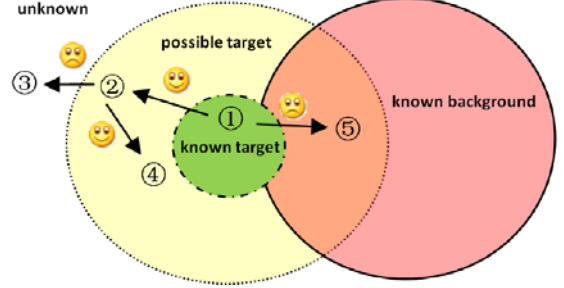 unknown
possible target
③
②
①
known background
⑤
known target
④